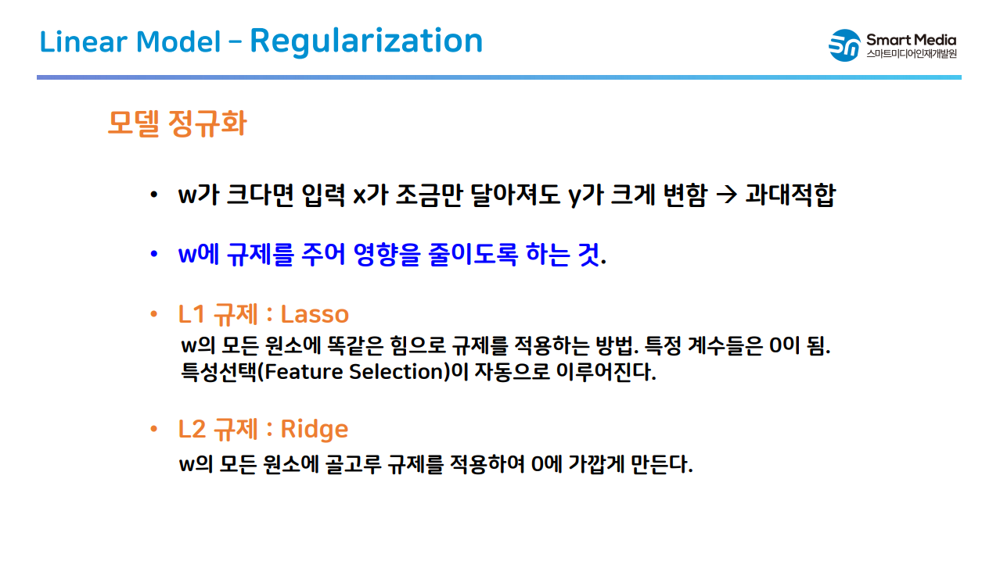 Linear Model – Regularization
Smart Media
스마트미디어인재개발원
모델 정규화
• w가 크다면 입력 x가 조금만 달아져도 y가 크게 변함 → 과대적합
• w에 규제를 주어 영향을 줄이도록 하는 것.
• L1 규제 : Lasso
w의 모든 원소에 똑같은 힘으로 규제를 적용하는 방법. 특정 계수들은 0이 됨.
특성선택(Feature Selection)이 자동으로 이루어진다.
• L2 규제 : Ridge
w의 모든 원소에 골고루 규제를 적용하여 0에 가깝게 만든다.